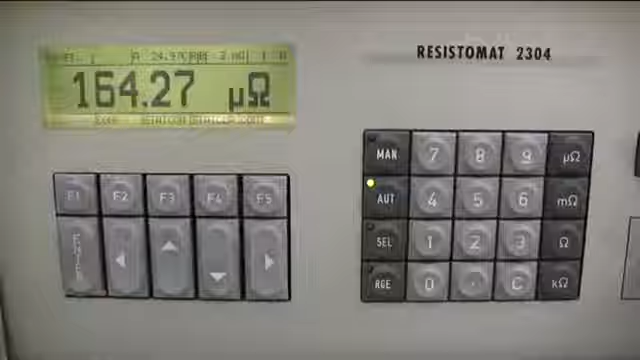 RESISTOMAT 2304
164.27 µΩ
MAN 7 8 9 µΩ
F1 F2 F3 F4 F5
AUT 4 5 6 mΩ
SEL 1 2 3 Ω
RGE 0 . C kΩ